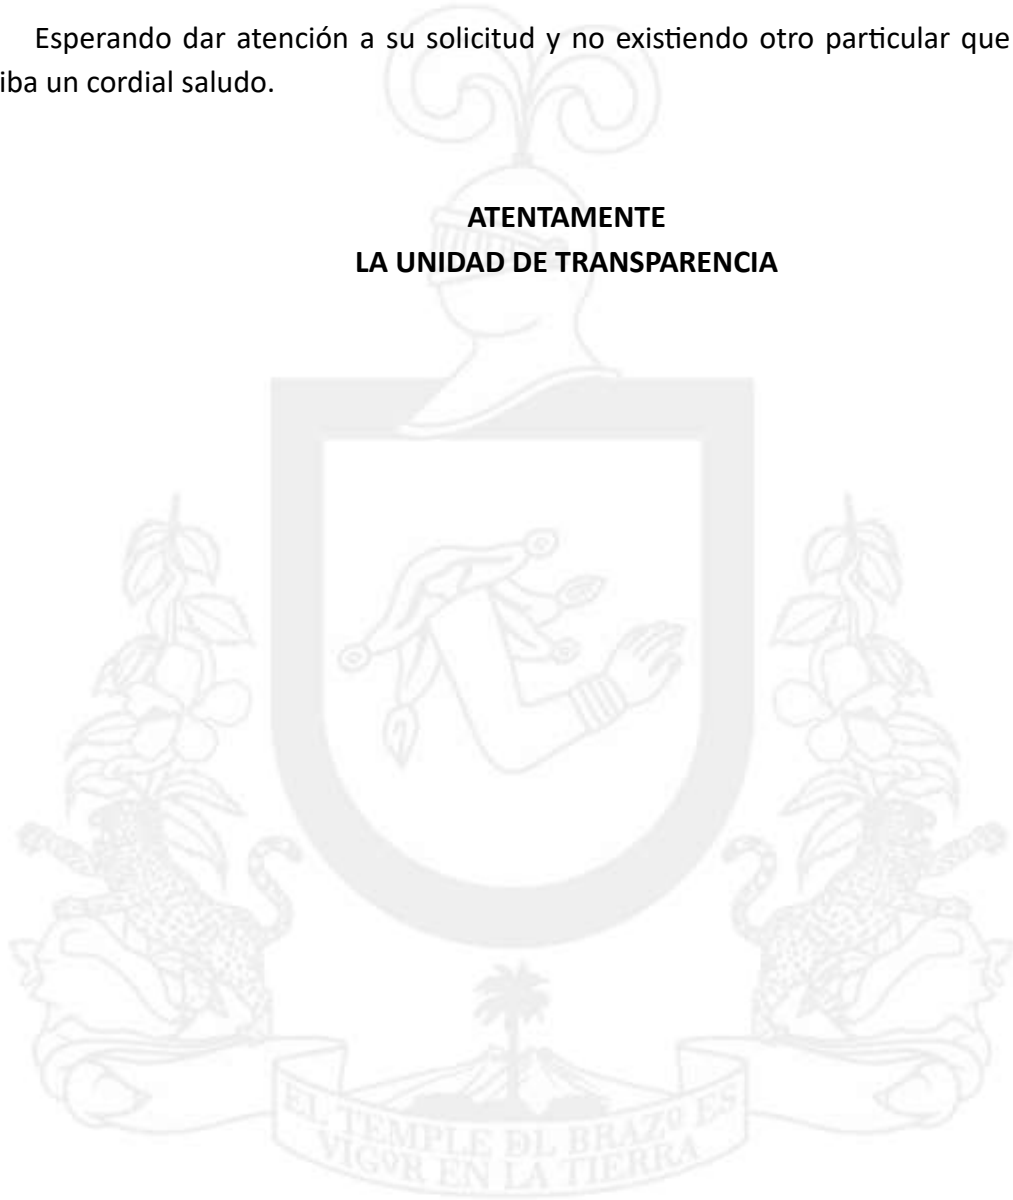 Esperando dar atención a su solicitud y no existiendo otro particular que
iba un cordial saludo.
ATENTAMENTE
LA UNIDAD DE TRANSPARENCIA
EL TEMPLE DL BRAZO ES
VIGOR EN LA TIERRA